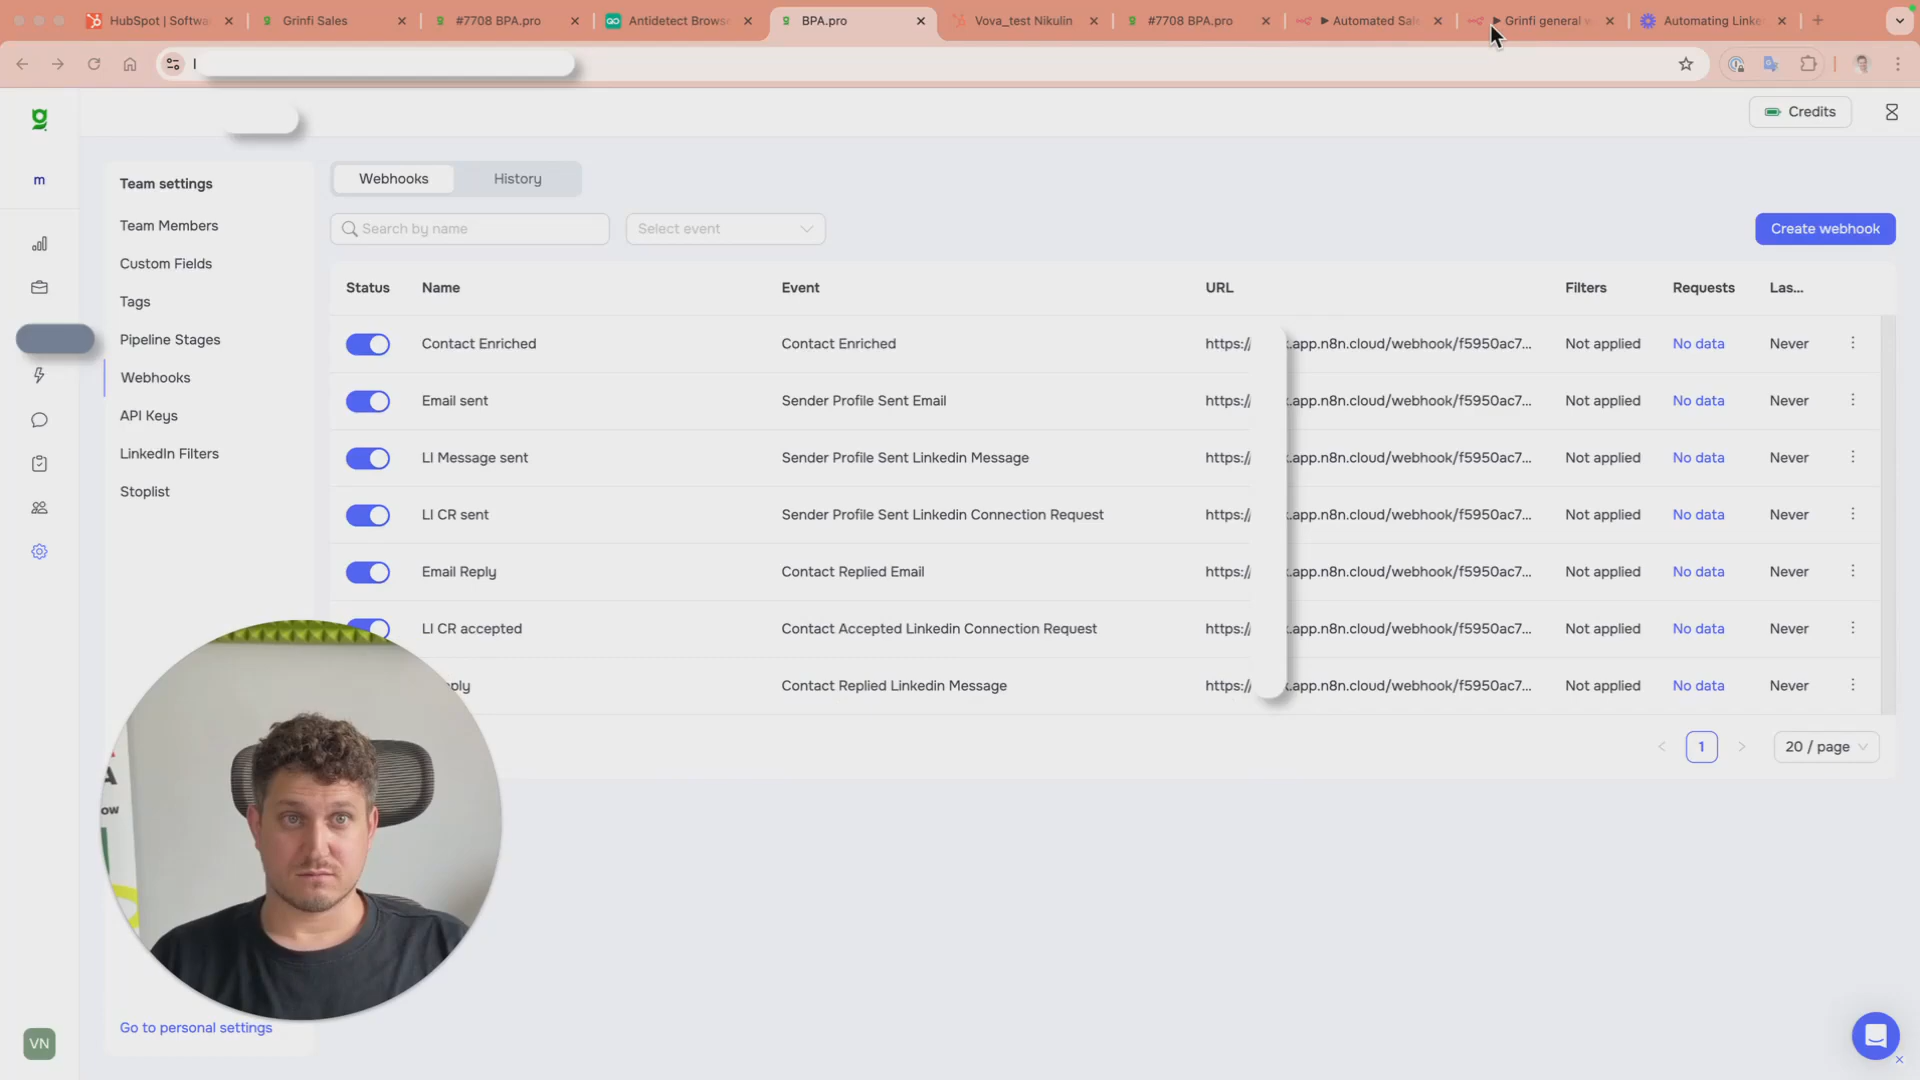 HubSpot | Softwa
Grinfi Sales
#7708 BPA.pro
Antidetect Brows
BPA.pro
Vova_test Nikulin
#7708 BPA.pro
Automated Sal
Grinfi general w
Automating Linke
Credits
m
Team settings
Team Members
Custom Fields
Tags
Pipeline Stages
Webhooks
API Keys
LinkedIn Filters
Stoplist
Go to personal settings
VN
Webhooks
History
Search by name
Select event
Create webhook
Status Name Event URL Filters Requests Las...
Contact Enriched Contact Enriched https:// .app.n8n.cloud/webhook/f5950ac7... Not applied No data Never
Email sent Sender Profile Sent Email https:// .app.n8n.cloud/webhook/f5950ac7... Not applied No data Never
LI Message sent Sender Profile Sent Linkedin Message https:// .app.n8n.cloud/webhook/f5950ac7... Not applied No data Never
LI CR sent Sender Profile Sent Linkedin Connection Request https:// .app.n8n.cloud/webhook/f5950ac7... Not applied No data Never
Email Reply Contact Replied Email https:// .app.n8n.cloud/webhook/f5950ac7... Not applied No data Never
LI CR accepted Contact Accepted Linkedin Connection Request https:// .app.n8n.cloud/webhook/f5950ac7... Not applied No data Never
ply Contact Replied Linkedin Message https:// .app.n8n.cloud/webhook/f5950ac7... Not applied No data Never
1
20 / page
A
ow